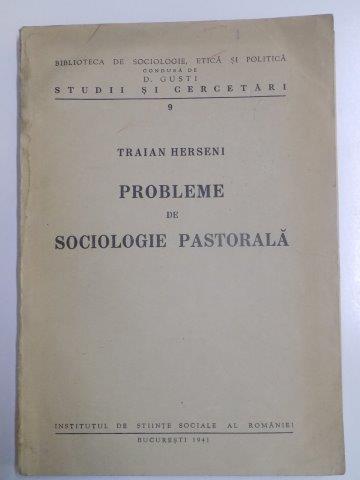 BIBLIOTECA DE SOCIOLOGIE, ETICĂ ȘI POLITICĂ
CONDUSĂ DE
D. GUSTI
STUDII ȘI CERCETĂRI
9
TRAIAN HERSENI
PROBLEME
DE
SOCIOLOGIE PASTORALĂ
INSTITUTUL DE ȘTIINȚE SOCIALE AL ROMÂNIEI
BUCUREȘTI 1941